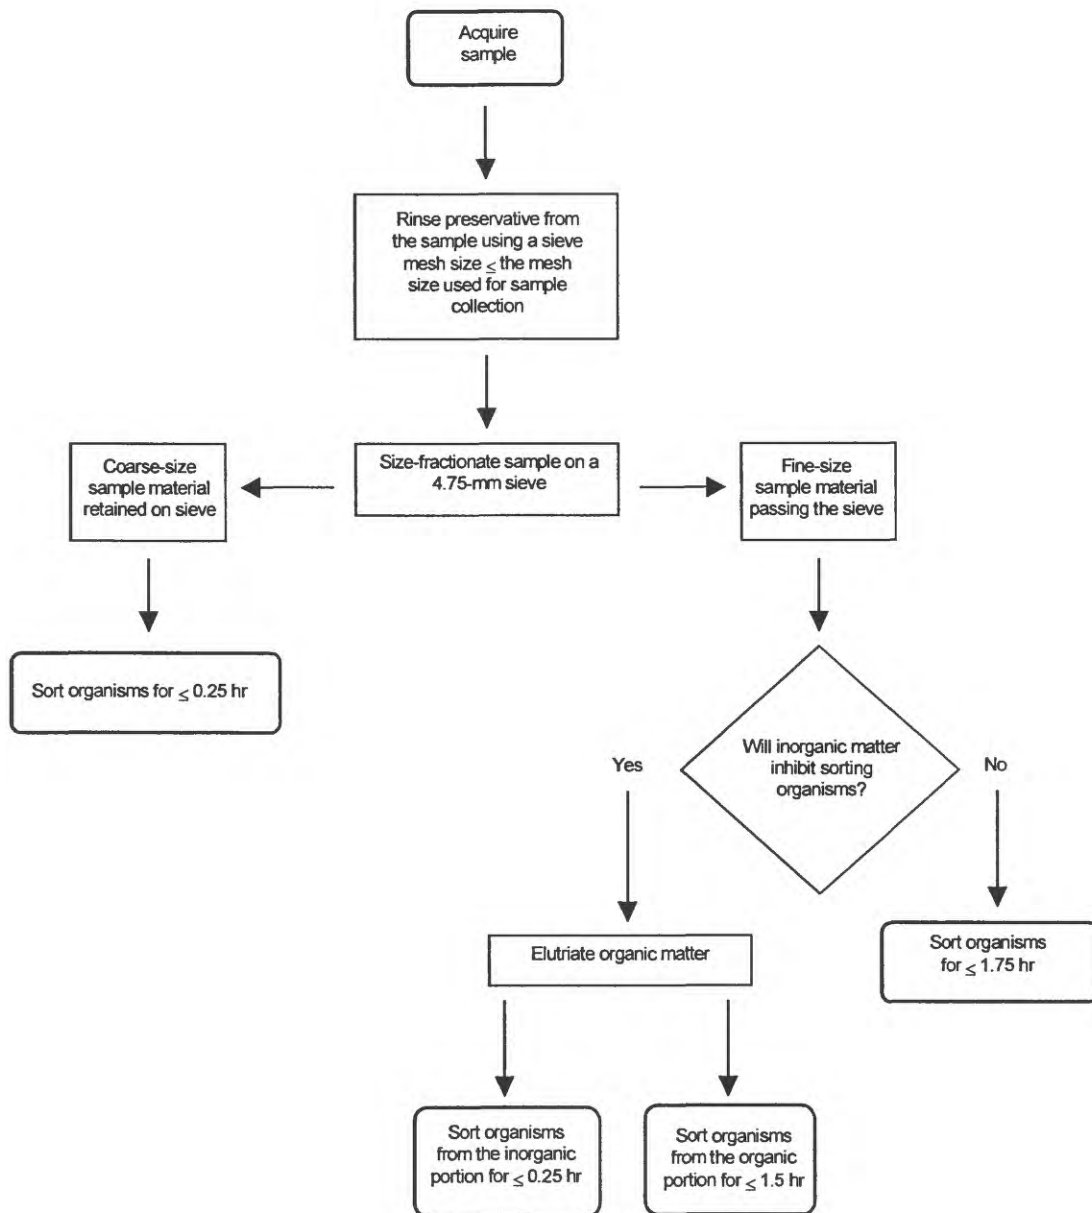 Acquire
sample
Rinse preservative from
the sample using a sieve
mesh size ≤ the mesh
size used for sample
collection
Coarse-size
sample material
retained on sieve
Size-fractionate sample on a
4.75-mm sieve
Fine-size
sample material
passing the sieve
Sort organisms for ≤ 0.25 hr
Will inorganic matter
inhibit sorting
organisms?
Yes
No
Elutriate organic matter
Sort organisms
for ≤ 1.75 hr
Sort organisms
from the inorganic
portion for ≤ 0.25 hr
Sort organisms
from the organic
portion for ≤ 1.5 hr